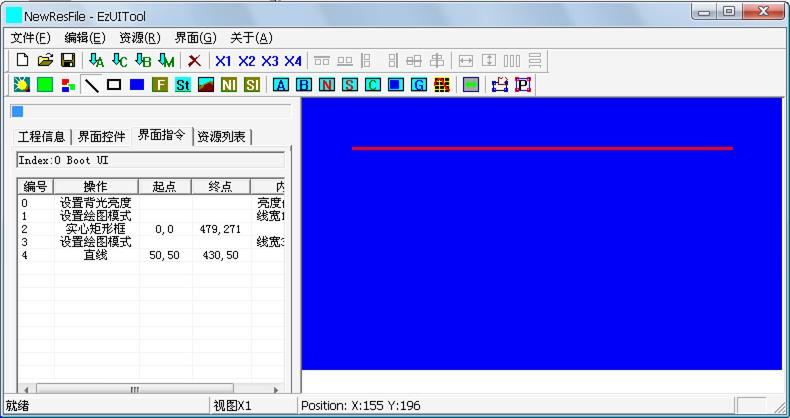 NewResFile - EzUITool
文件(F) 编辑(E) 资源(R) 界面(G) 关于(A)
A C B M X1 X2 X3 X4
F St NI SI A B N S C G P
工程信息 界面控件 界面指令 资源列表
Index:0 Boot UI
编号 操作 起点 终点
0 设置背光亮度 亮度
1 设置绘图模式 线宽1
2 实心矩形框 0,0 479,271
3 设置绘图模式 线宽3
4 直线 50,50 430,50
就绪 视图X1 Position: X:155 Y:196